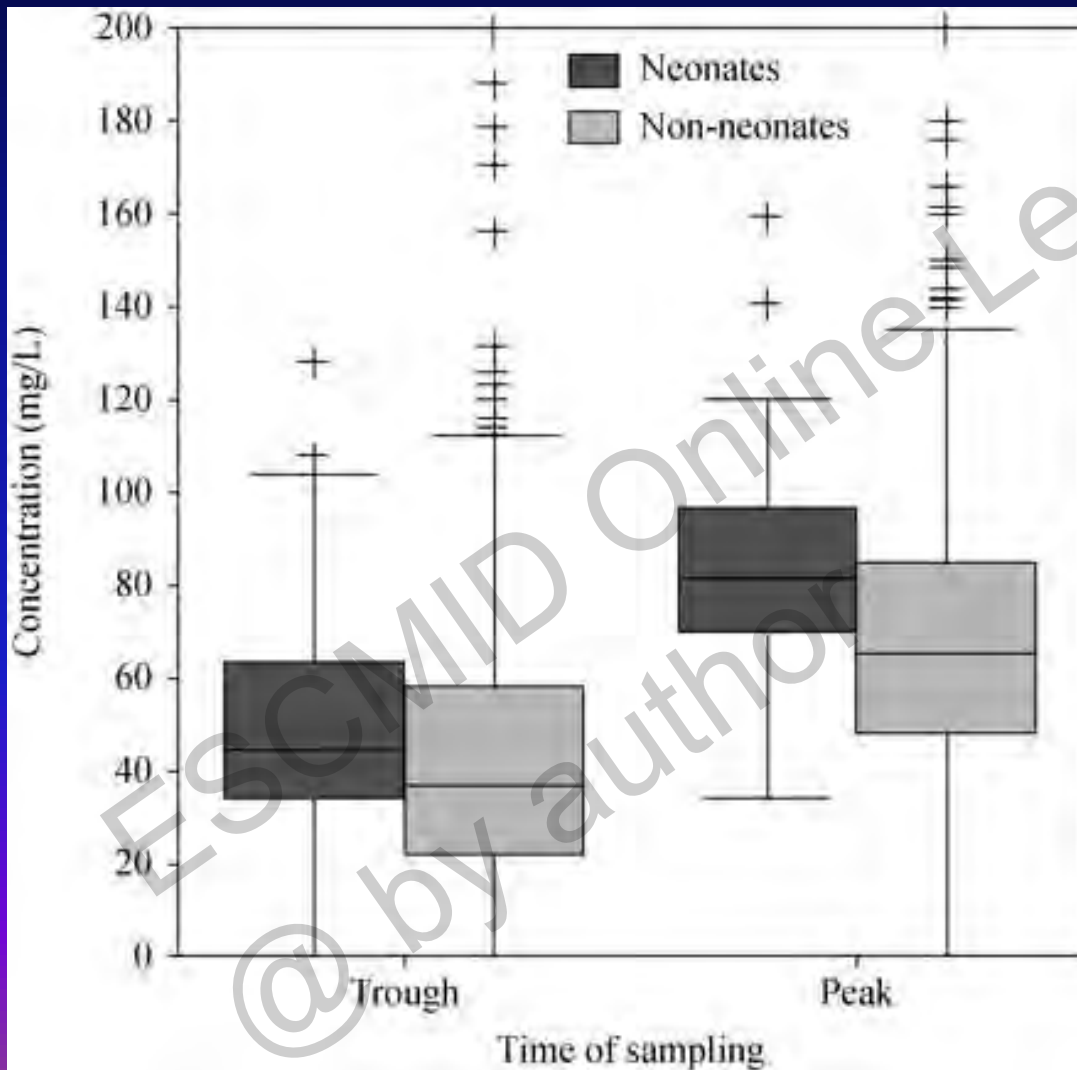 200
180
160
140
120
100
80
60
40
20
0
Concentration (mg/L)
Neonates
Non-neonates
Trough
Peak
Time of sampling
ESCMID Online Le
@ by author